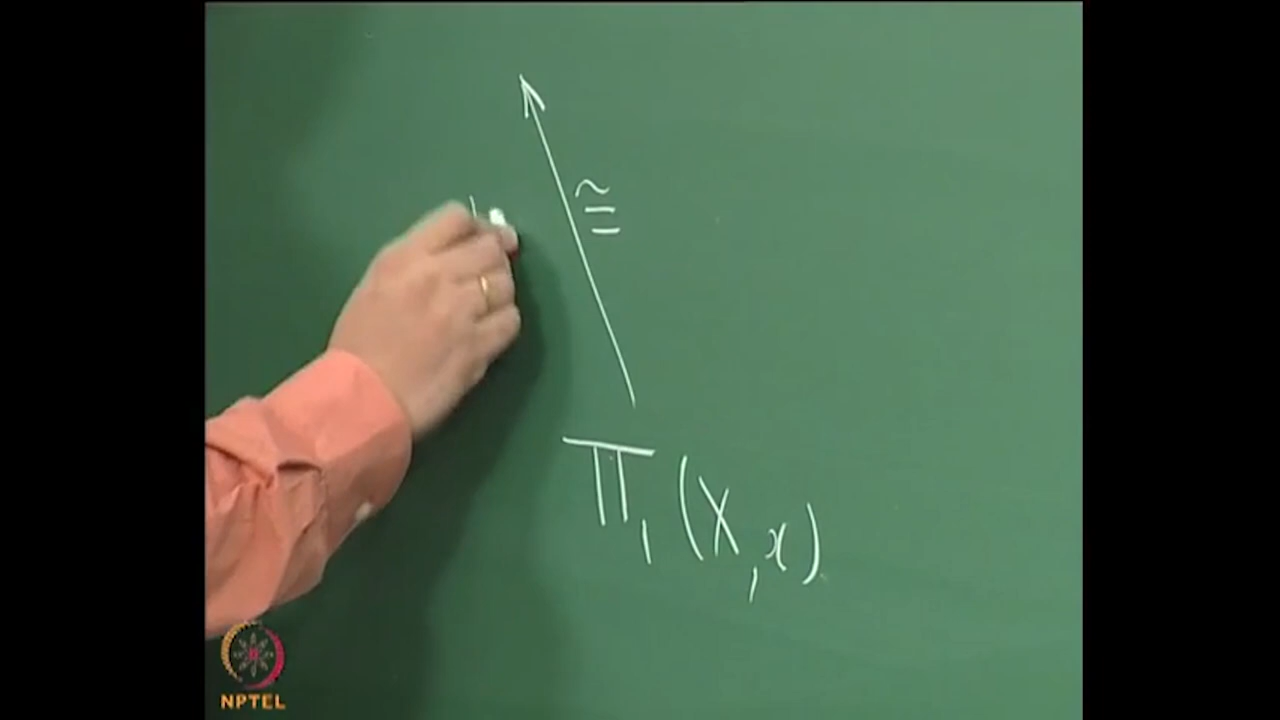 ≅
Π₁(X, x)
NPTEL